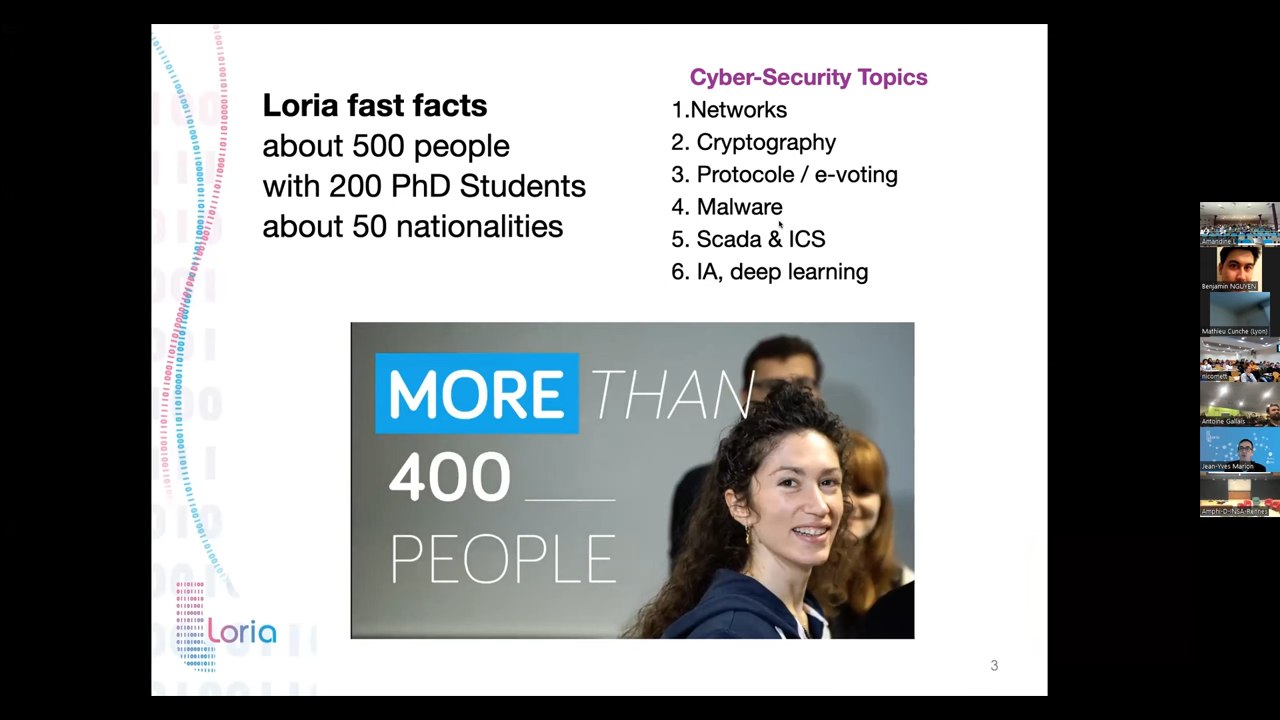 Loria fast facts
about 500 people
with 200 PhD Students
about 50 nationalities
Cyber-Security Topics
1.Networks
2. Cryptography
3. Protocole / e-voting
4. Malware
5. Scada & ICS
6. IA, deep learning
MORE THAN
400
PEOPLE
Loria
3
Amandine
Benjamin NGUYEN
Mathieu Cunche (Lyon)
nicomett
Antoine Gallais
Jean-Yves Marion
Amphi-D-INSA-Rennes